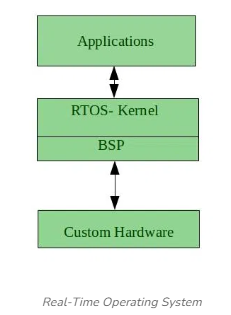 Applications
RTOS- Kernel
BSP
Custom Hardware
Real-Time Operating System